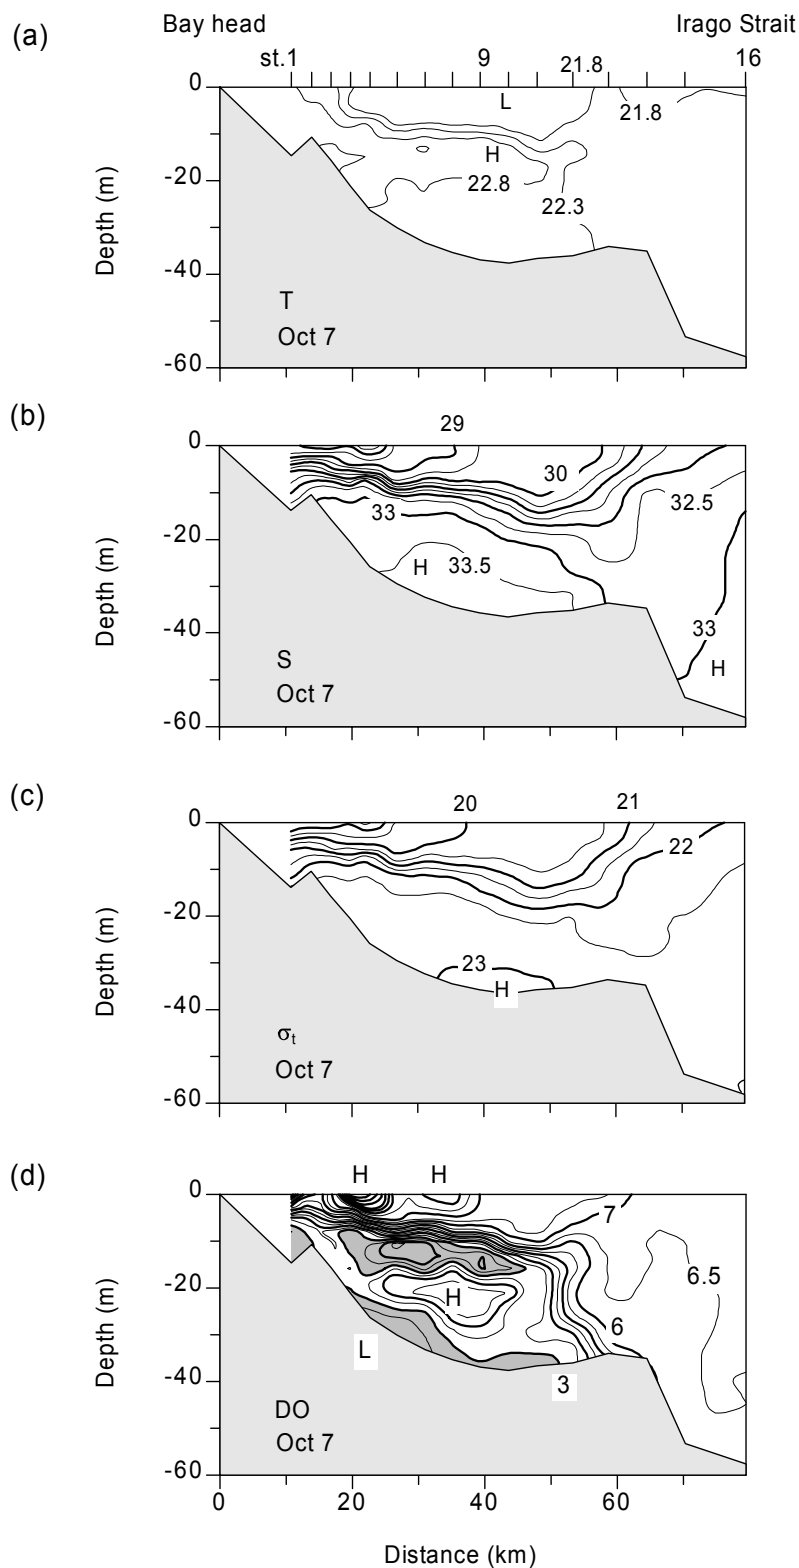 (a)
Bay head Irago Strait
st.1 9 21.8 16
0
L
21.8
H
-20
22.8
22.3
Depth (m)
-40
T
Oct 7
-60
(b)
29
0
30
32.5
33
-20
H 33.5
Depth (m)
-40
33
S
H
Oct 7
-60
(c)
20 21
0
22
-20
23
Depth (m)
H
-40
σt
Oct 7
-60
(d)
H H
0
7
-20
6.5
H
6
Depth (m)
L
-40
3
DO
Oct 7
-60
0 20 40 60
Distance (km)